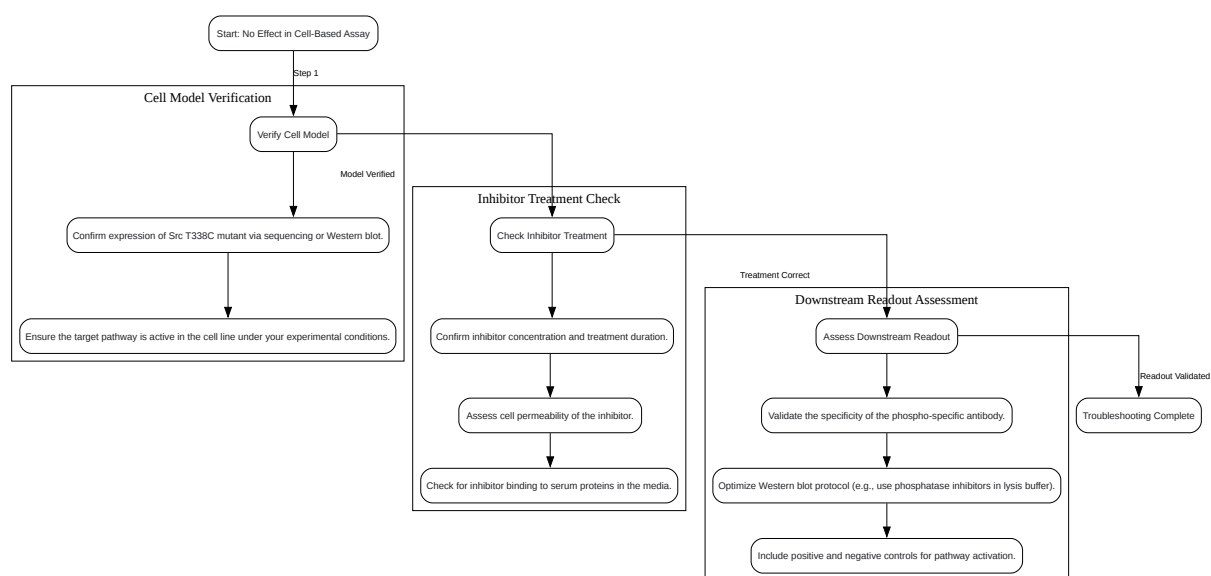 Start: No Effect in Cell-Based Assay
Step 1
Cell Model Verification
Verify Cell Model
Model Verified
Confirm expression of Src T338C mutant via sequencing or Western blot.
Ensure the target pathway is active in the cell line under your experimental conditions.
Inhibitor Treatment Check
Check Inhibitor Treatment
Treatment Correct
Confirm inhibitor concentration and treatment duration.
Assess cell permeability of the inhibitor.
Check for inhibitor binding to serum proteins in the media.
Downstream Readout Assessment
Assess Downstream Readout
Readout Validated
Validate the specificity of the phospho-specific antibody.
Troubleshooting Complete
Optimize Western blot protocol (e.g., use phosphatase inhibitors in lysis buffer).
Include positive and negative controls for pathway activation.